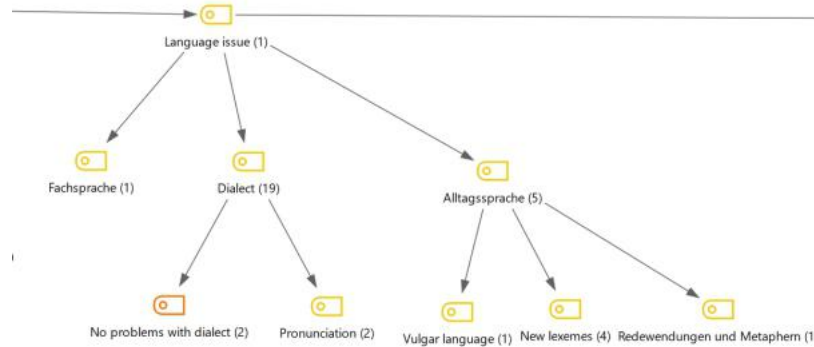 Language issue (1)
Fachsprache (1)
Dialect (19)
Alltagssprache (5)
No problems with dialect (2)
Pronunciation (2)
Vulgar language (1)
New lexemes (4)
Redewendungen und Metaphern (1